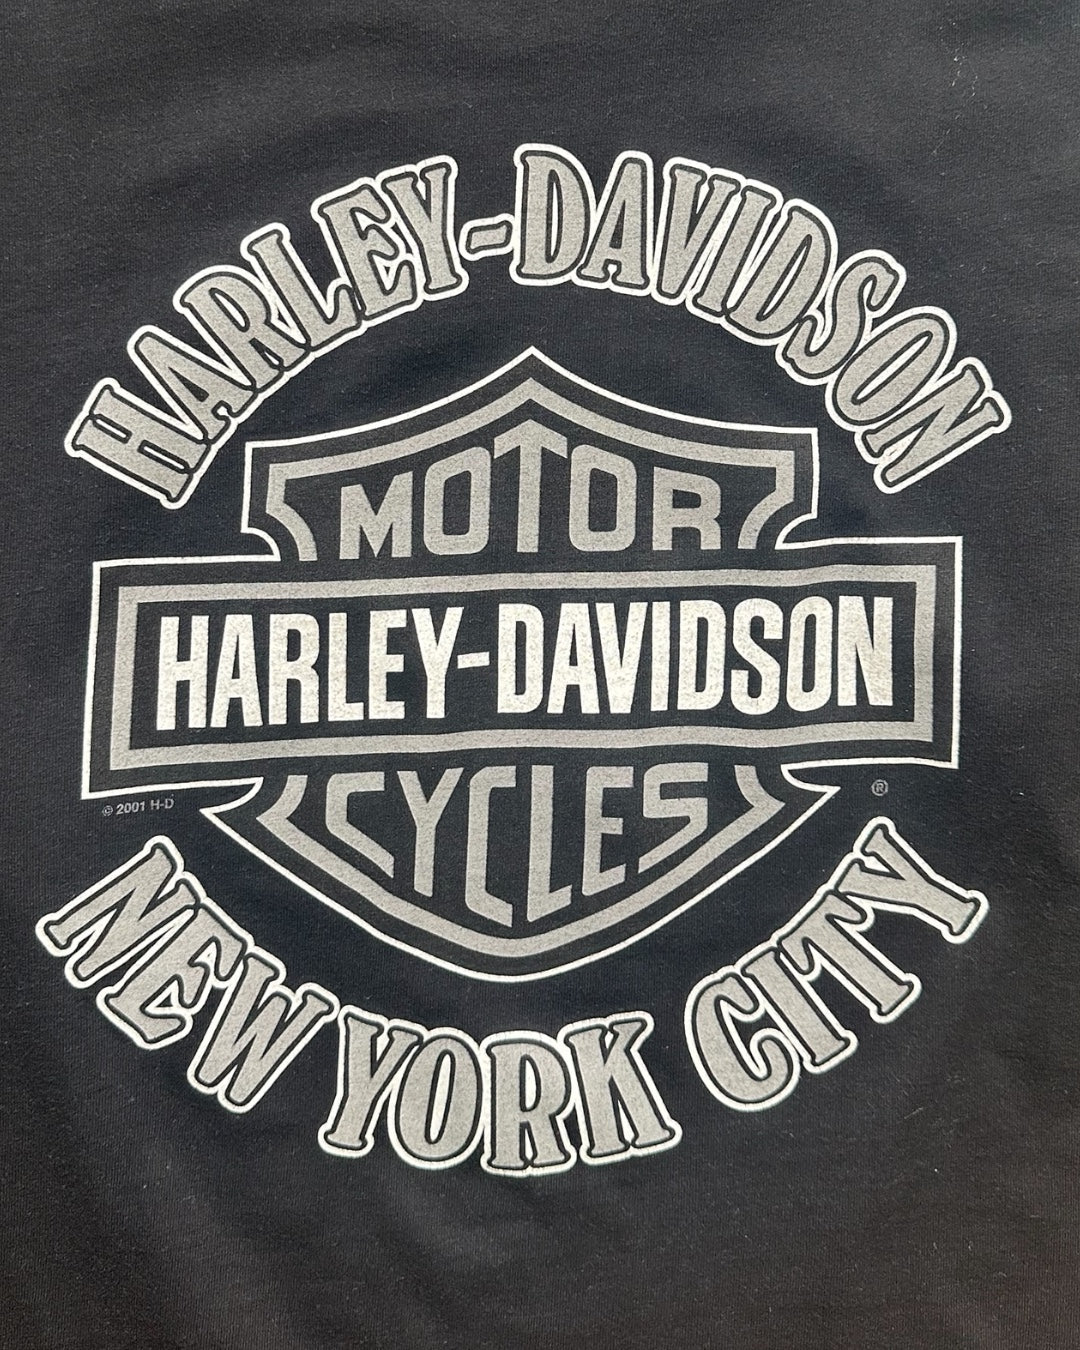 HARLEY-DAVIDSON
MOTOR
HARLEY-DAVIDSON
CYCLES
© 2001 H-D
®
NEW YORK CITY